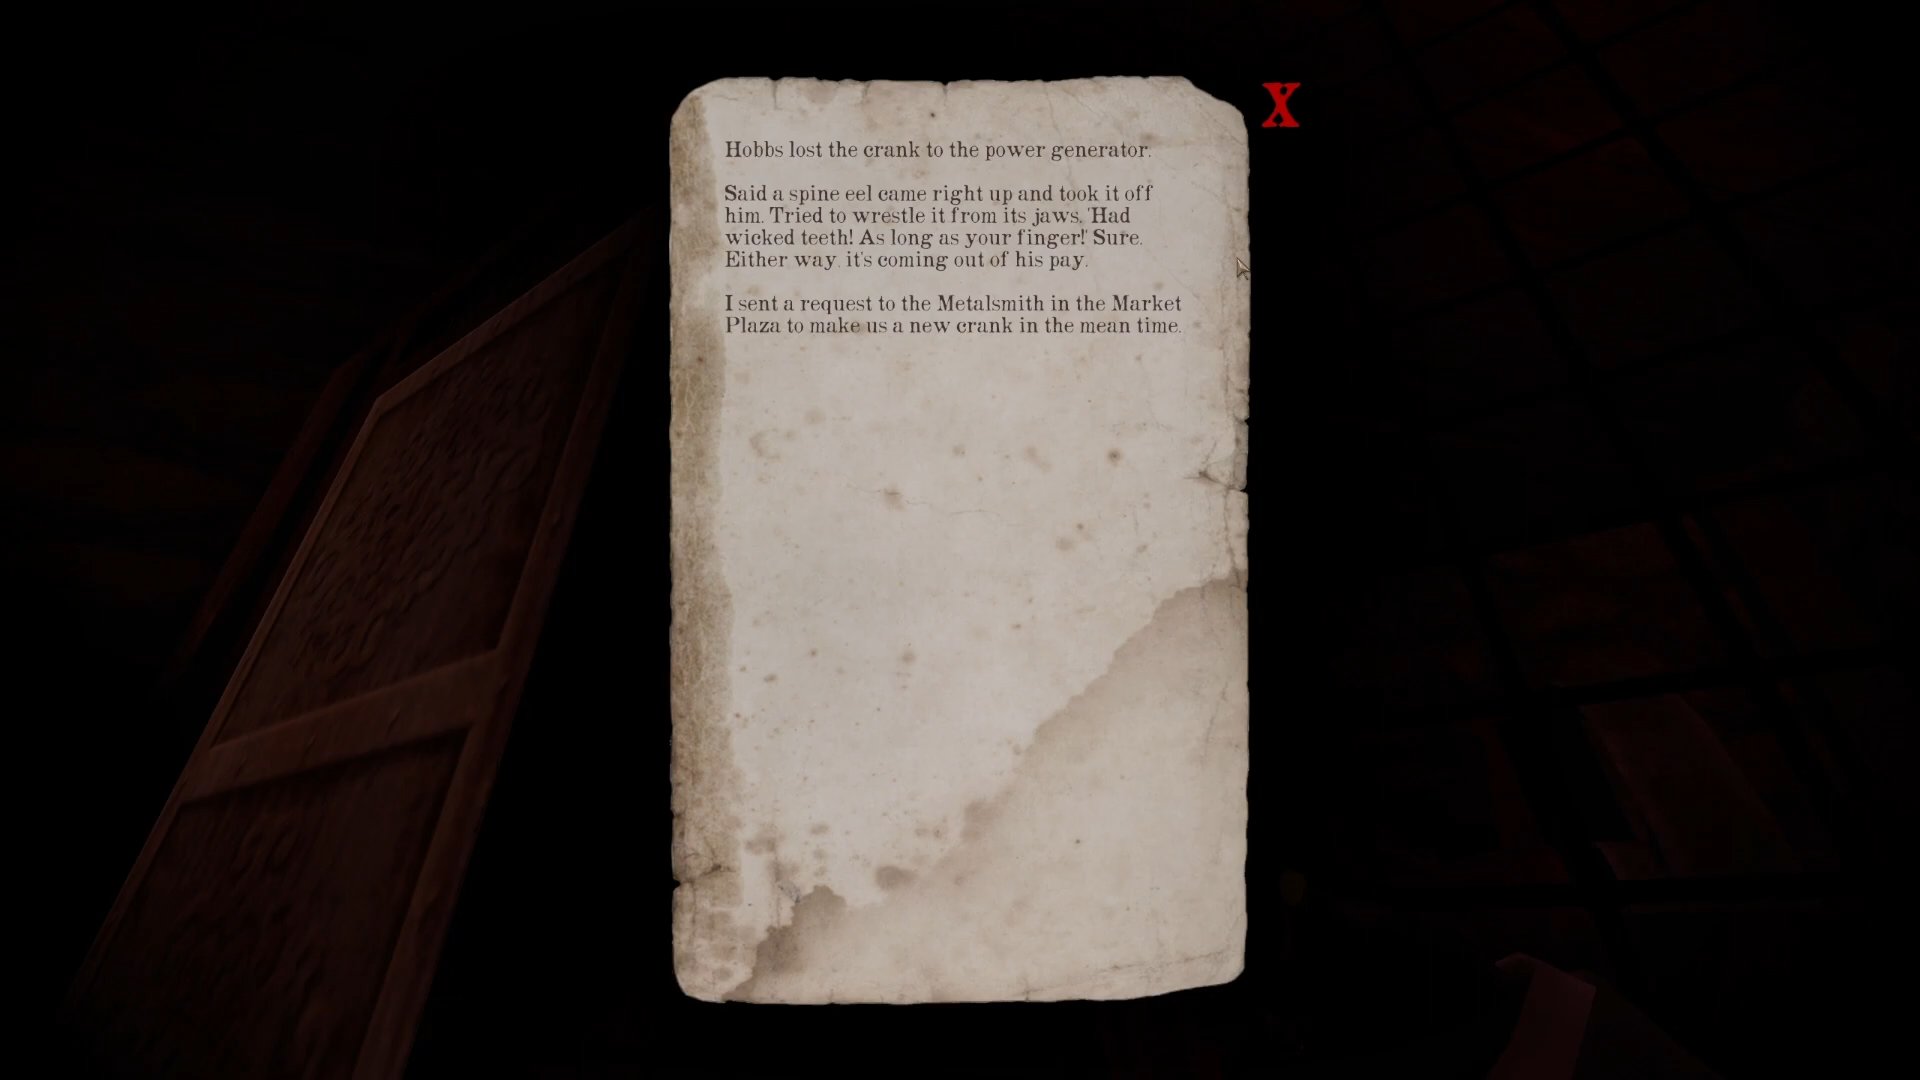 X
Hobbs lost the crank to the power generator.
Said a spine eel came right up and took it off
him. Tried to wrestle it from its jaws. 'Had
wicked teeth! As long as your finger!' Sure.
Either way, it's coming out of his pay.
I sent a request to the Metalsmith in the Market
Plaza to make us a new crank in the mean time.